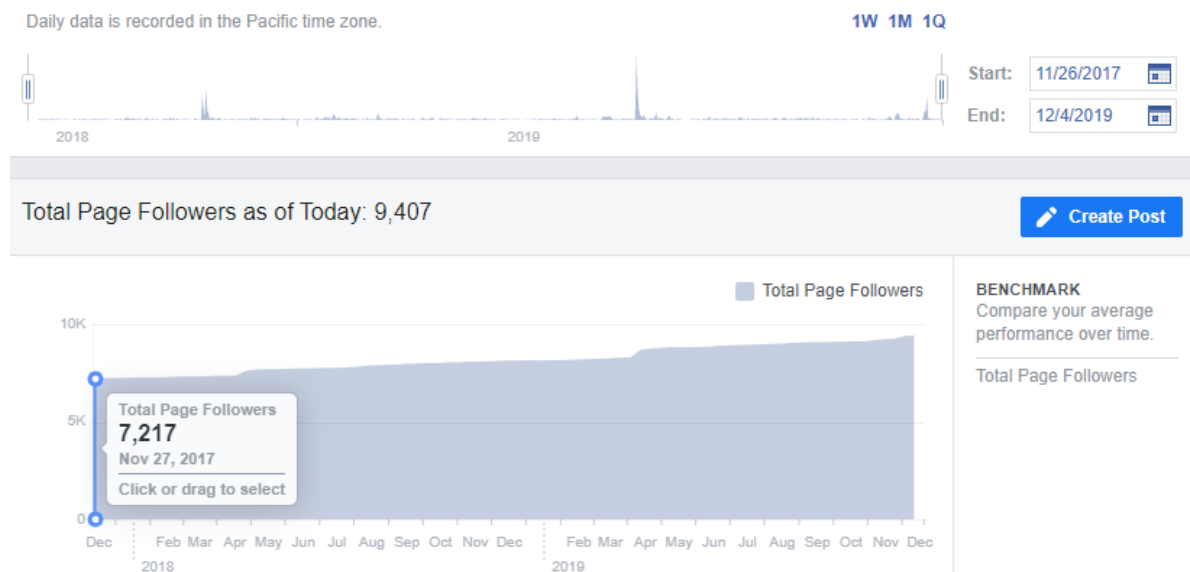 Daily data is recorded in the Pacific time zone.
1W 1M 1Q
Start: 11/26/2017
End: 12/4/2019
2018 2019
Total Page Followers as of Today: 9,407
Create Post
Total Page Followers
BENCHMARK
Compare your average
performance over time.
Total Page Followers
10K
5K
0
Total Page Followers
7,217
Nov 27, 2017
Click or drag to select
Dec Feb Mar Apr May Jun Jul Aug Sep Oct Nov Dec Feb Mar Apr May Jun Jul Aug Sep Oct Nov Dec
2018 2019